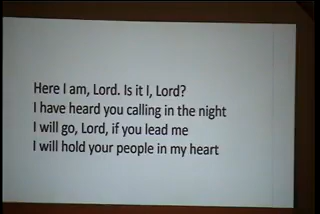 Here I am, Lord. Is it I, Lord?
I have heard you calling in the night
I will go, Lord, if you lead me
I will hold your people in my heart